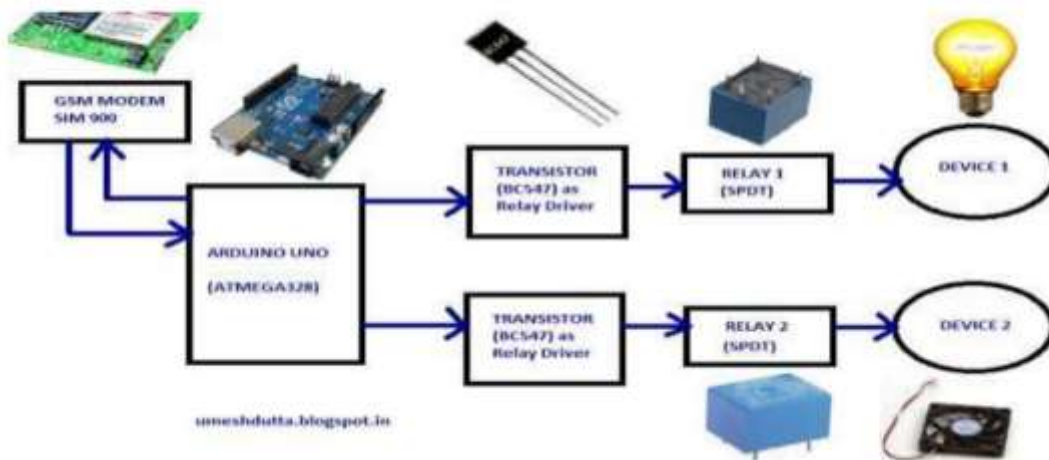 GSM MODEM
SIM 900
ARDUINO UNO
(ATMEGA328)
TRANSISTOR
(BC547) as
Relay Driver
RELAY 1
(SPDT)
DEVICE 1
TRANSISTOR
(BC547) as
Relay Driver
RELAY 2
(SPDT)
DEVICE 2
umeshdutta.blogspot.in